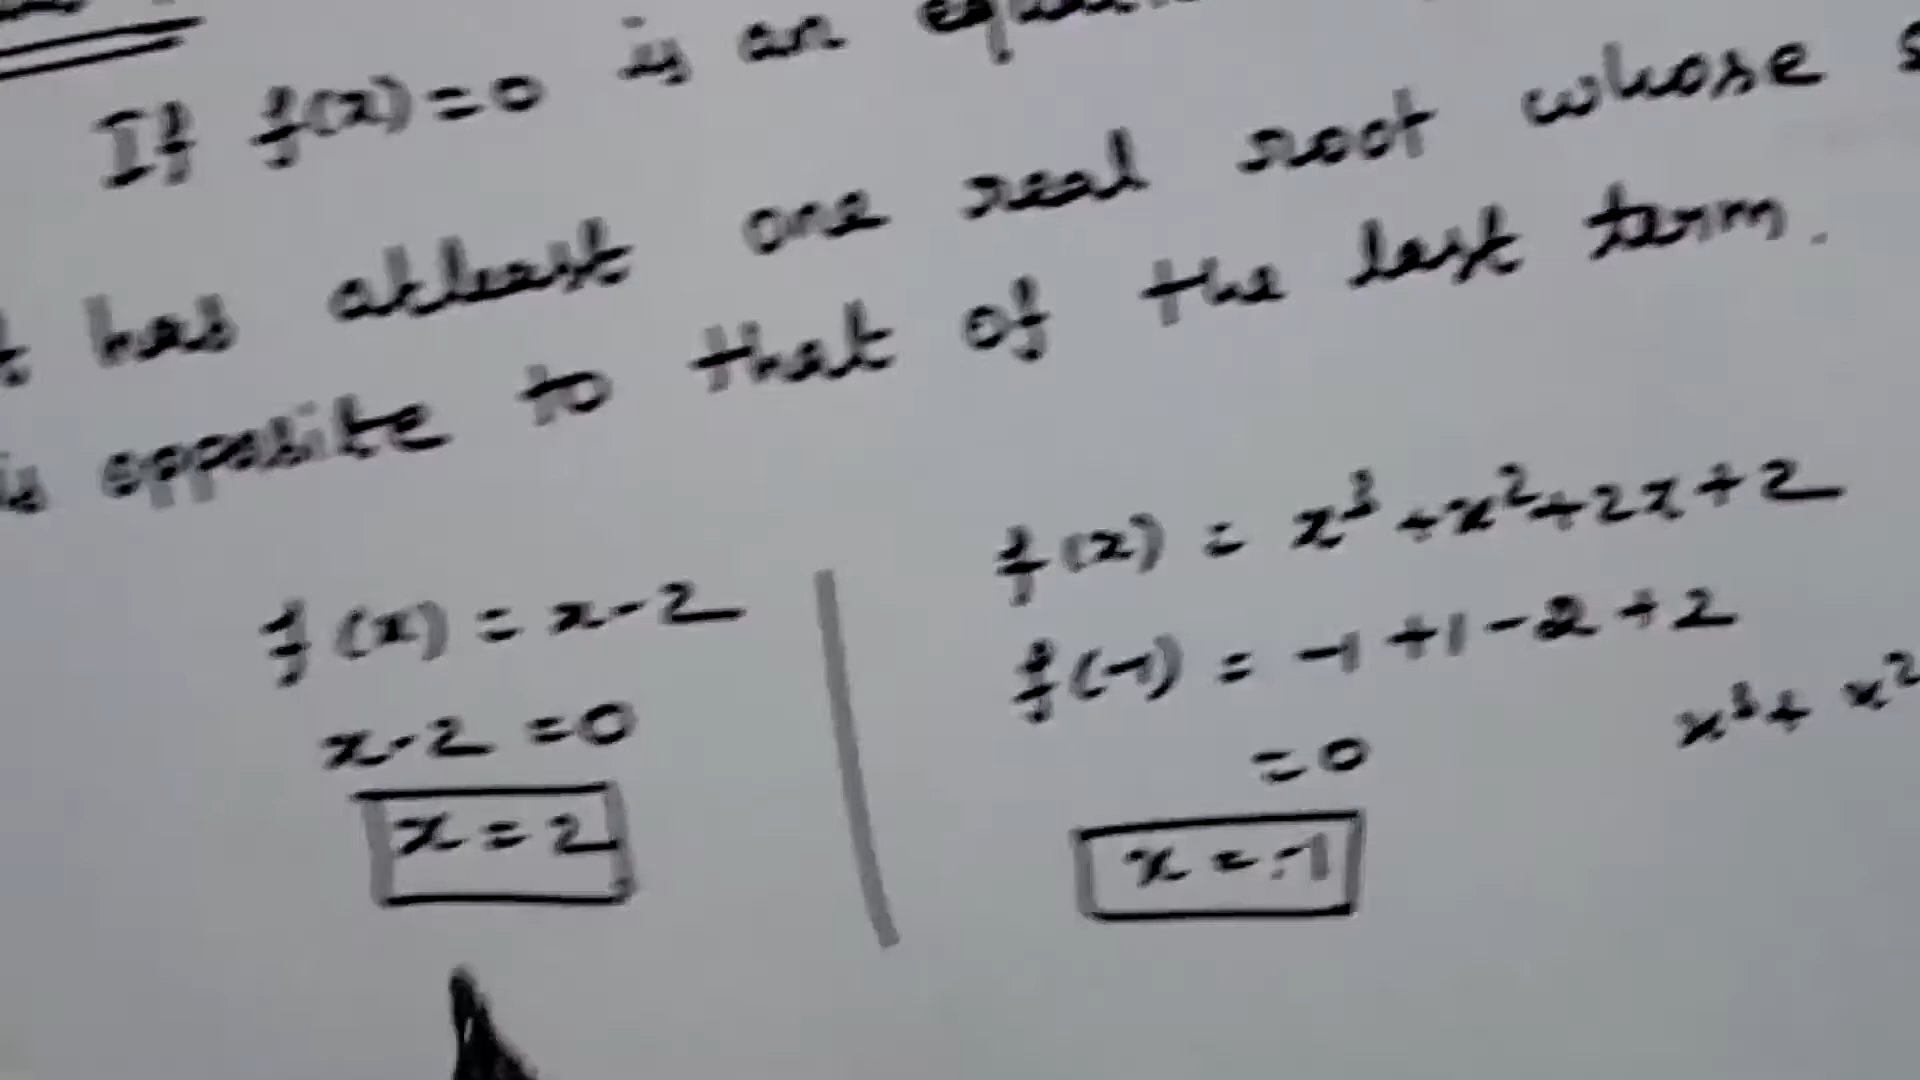 If f(x)=0 is an
has atleast one real root whose
is opposite to that of the last term.
f(x) = x-2
x-2 =0
x=2
f(x) = x³+x²+2x+2
f(-1) = -1+1-2+2
=0
x=-1
x³+x²